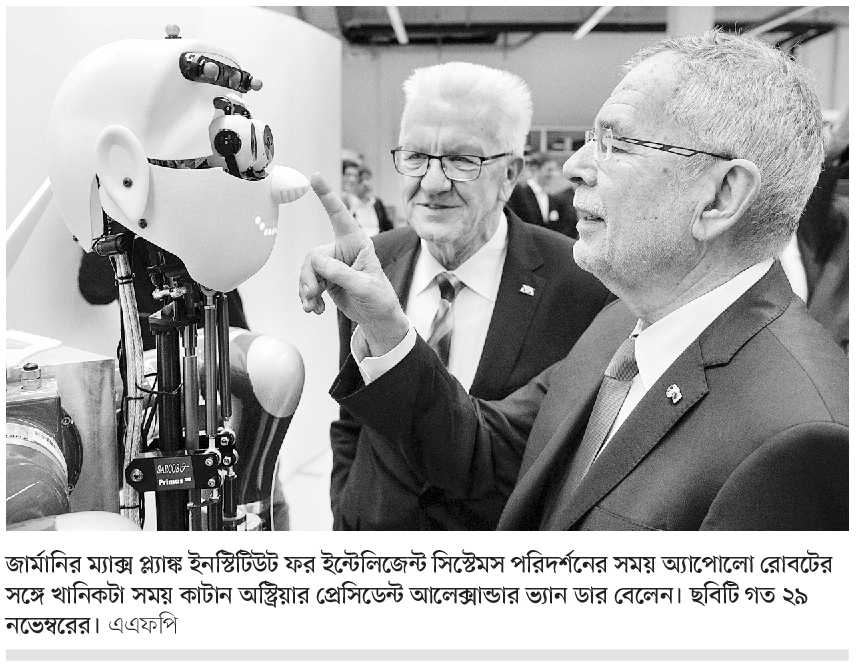 SARCOS
Primus
জার্মানির ম্যাক্স প্ল্যাঙ্ক ইনস্টিটিউট ফর ইন্টেলিজেন্ট সিস্টেমস পরিদর্শনের সময় অ্যাপোলো রোবটের
সঙ্গে খানিকটা সময় কাটান অস্ট্রিয়ার প্রেসিডেন্ট আলেক্সান্ডার ভ্যান ডার বেলেন। ছবিটি গত ২৯
নভেম্বরের। এএফপি